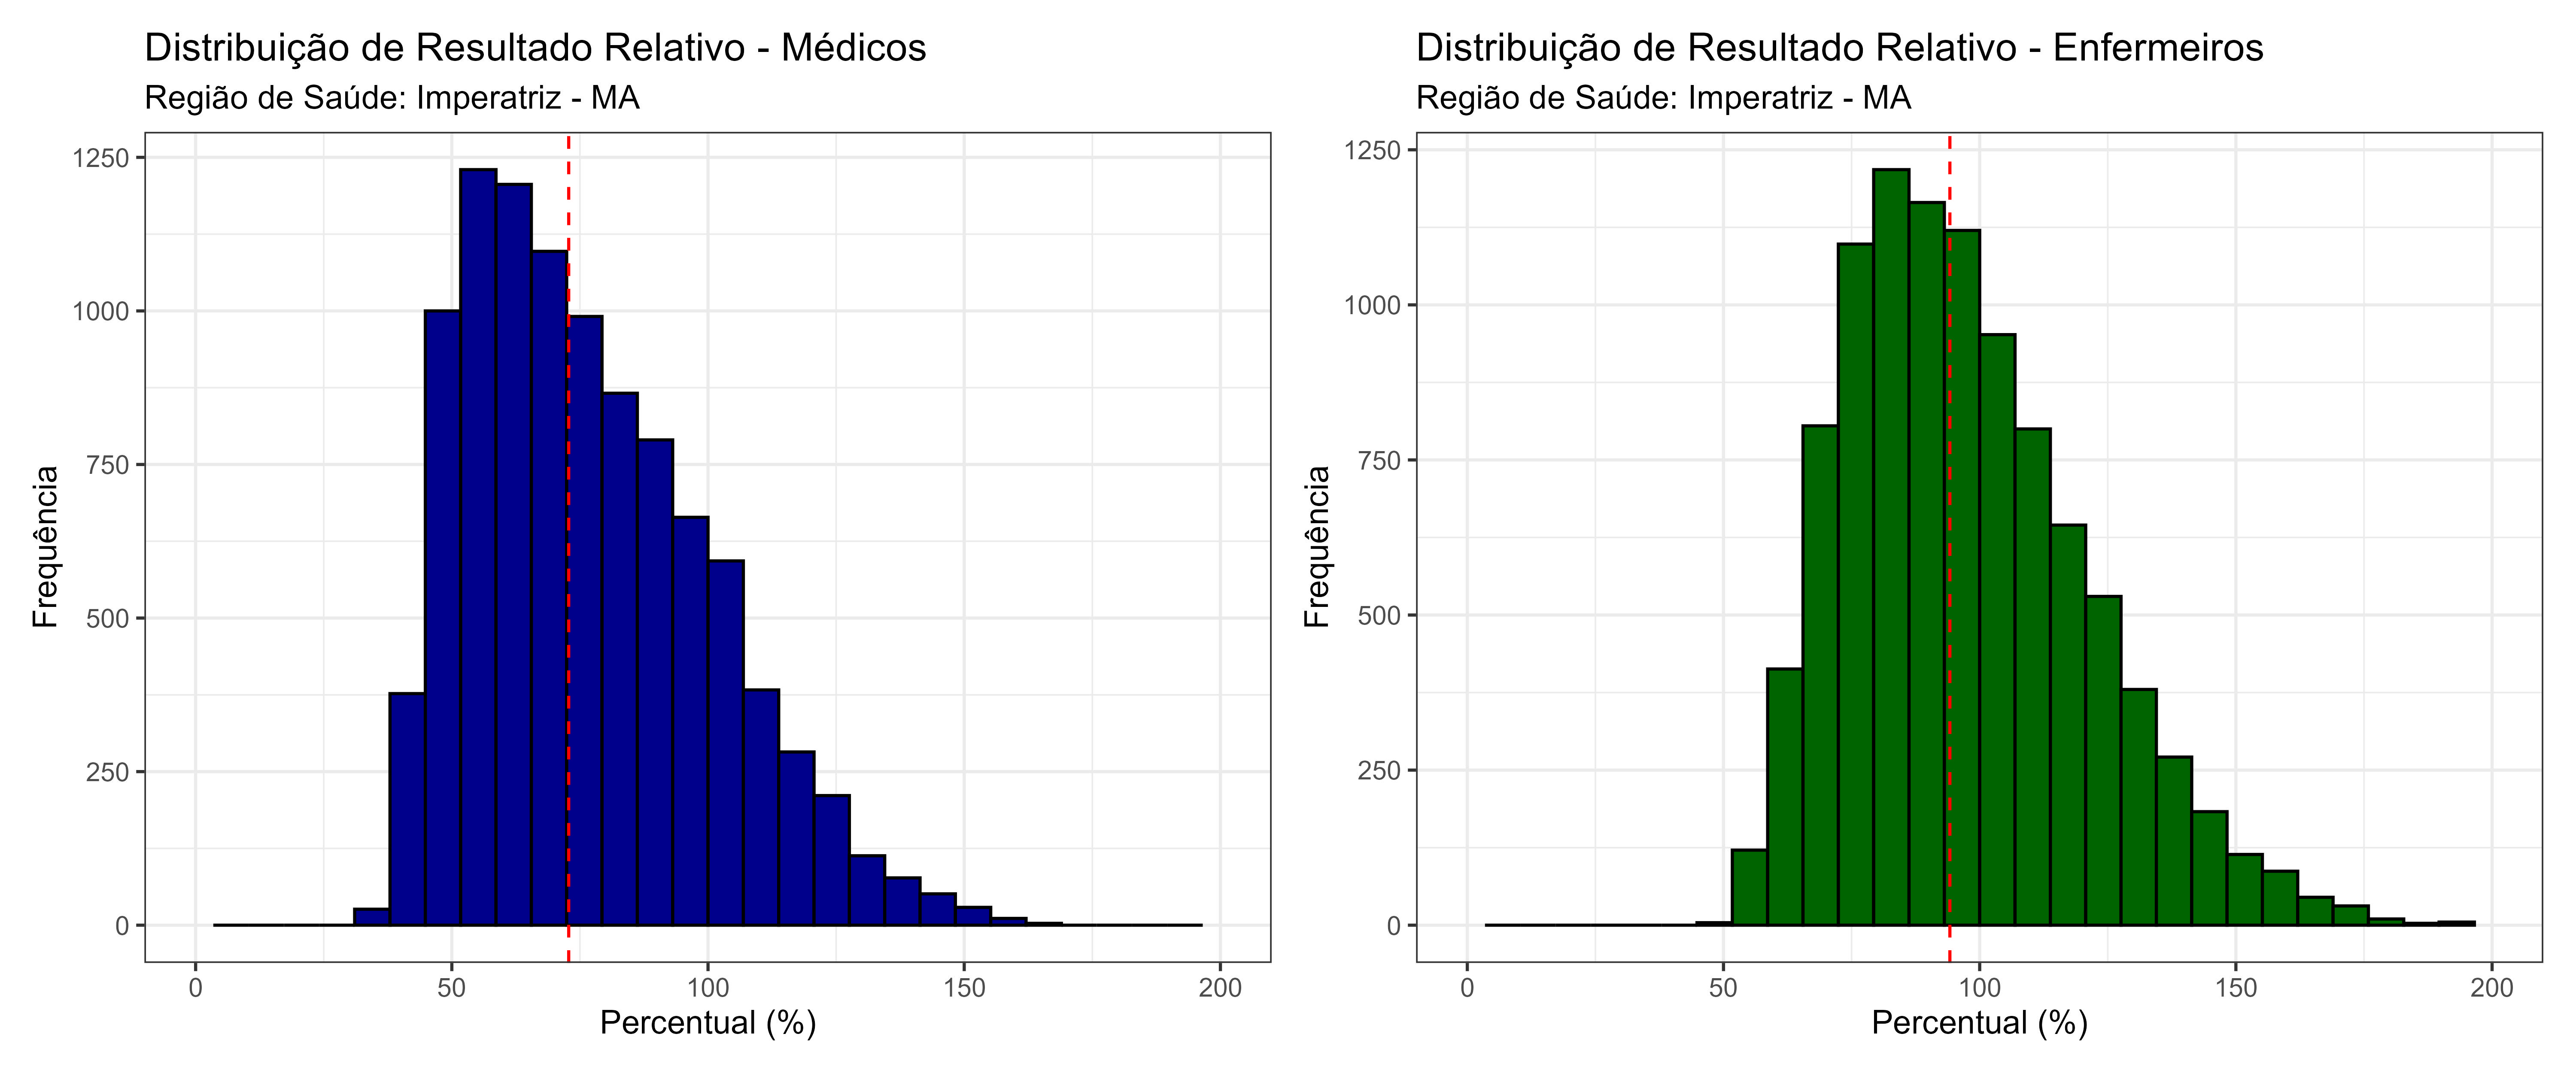 Distribuição de Resultado Relativo - Médicos
Região de Saúde: Imperatriz - MA
Frequência
1250
1000
750
500
250
0
0 50 100 150 200
Percentual (%)
Distribuição de Resultado Relativo - Enfermeiros
Região de Saúde: Imperatriz - MA
Frequência
1250
1000
750
500
250
0
0 50 100 150 200
Percentual (%)